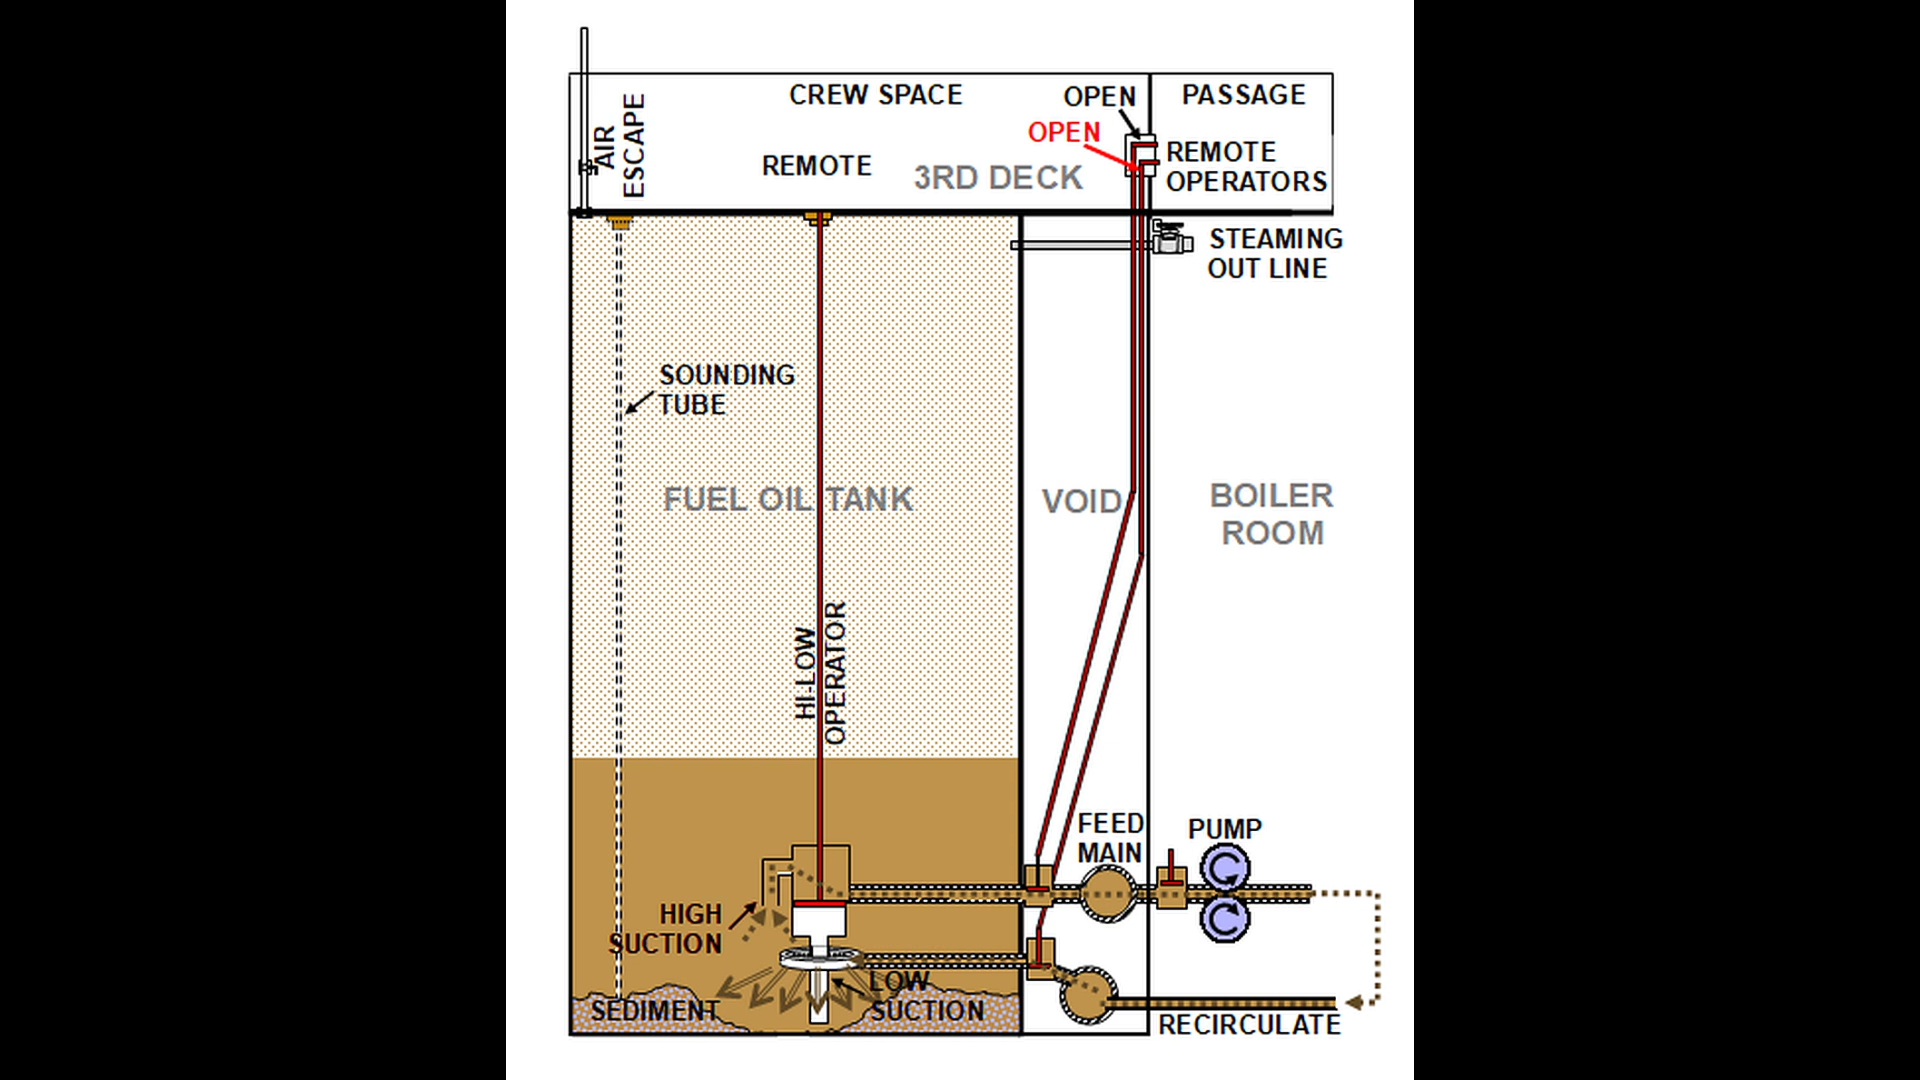 CREW SPACE
OPEN
PASSAGE
AIR
ESCAPE
OPEN
REMOTE
3RD DECK
REMOTE
OPERATORS
STEAMING
OUT LINE
SOUNDING
TUBE
FUEL OIL TANK
VOID
BOILER
ROOM
HI-LOW
OPERATOR
FEED
MAIN
PUMP
HIGH
SUCTION
LOW
SUCTION
SEDIMENT
RECIRCULATE